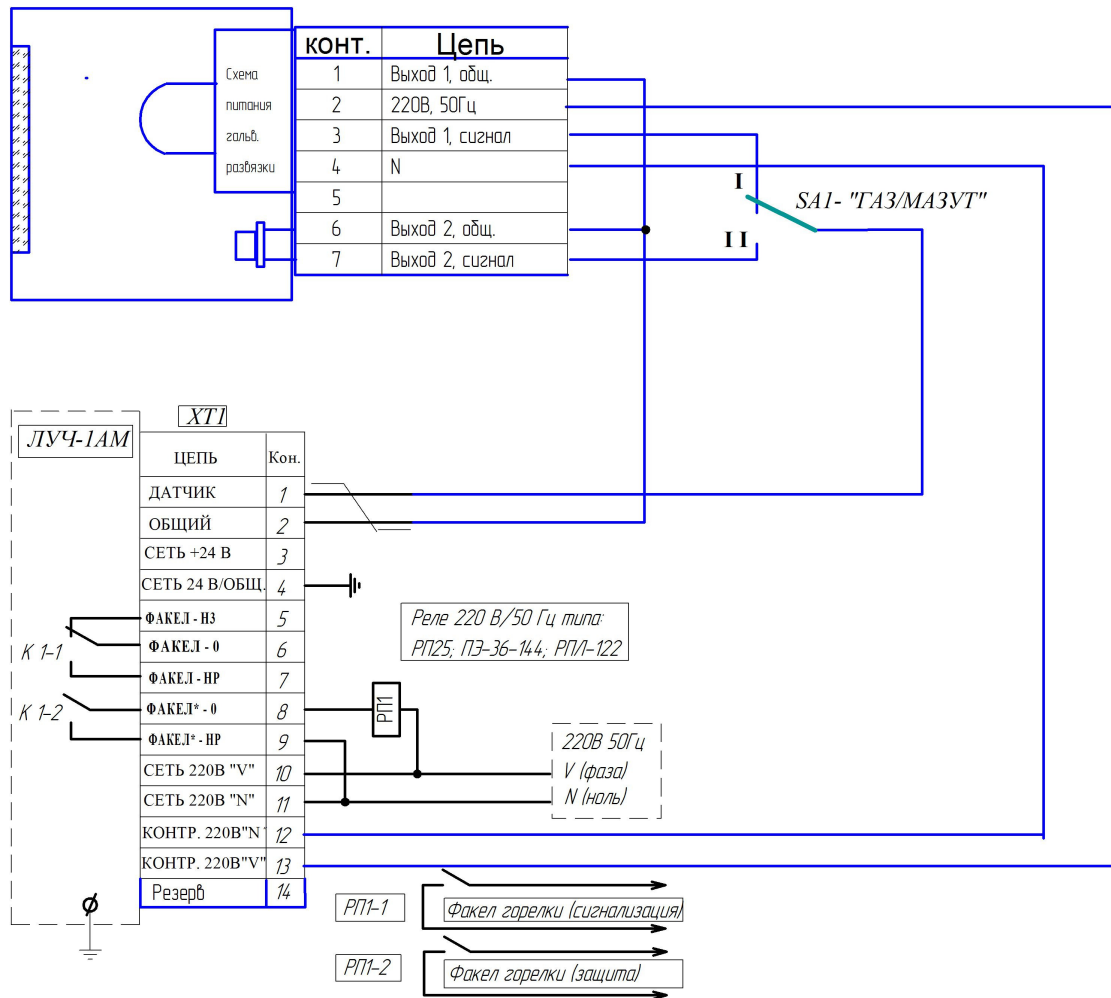 конт. Цепь
Схема
питания
гальв.
развязки
1 Выход 1, общ.
2 220В, 50Гц
3 Выход 1, сигнал
4 N
5
6 Выход 2, общ.
7 Выход 2, сигнал
I
II
SA1- "ГАЗ/МАЗУТ"
ЛУЧ-1АМ
XT1
ЦЕПЬ Кон.
ДАТЧИК 1
ОБЩИЙ 2
СЕТЬ +24 В 3
СЕТЬ 24 В/ОБЩ. 4
ФАКЕЛ - НЗ 5
ФАКЕЛ - 0 6
ФАКЕЛ - НР 7
ФАКЕЛ* - 0 8
ФАКЕЛ* - НР 9
СЕТЬ 220В "V" 10
СЕТЬ 220В "N" 11
КОНТР. 220В"N" 12
КОНТР. 220В"V" 13
Резерв 14
К 1-1
К 1-2
Реле 220 В/50 Гц типа:
РП25; ПЭ-36-144; РПЛ-122
РП1
220В 50Гц
V (фаза)
N (ноль)
РП1-1
Факел горелки (сигнализация)
РП1-2
Факел горелки (защита)